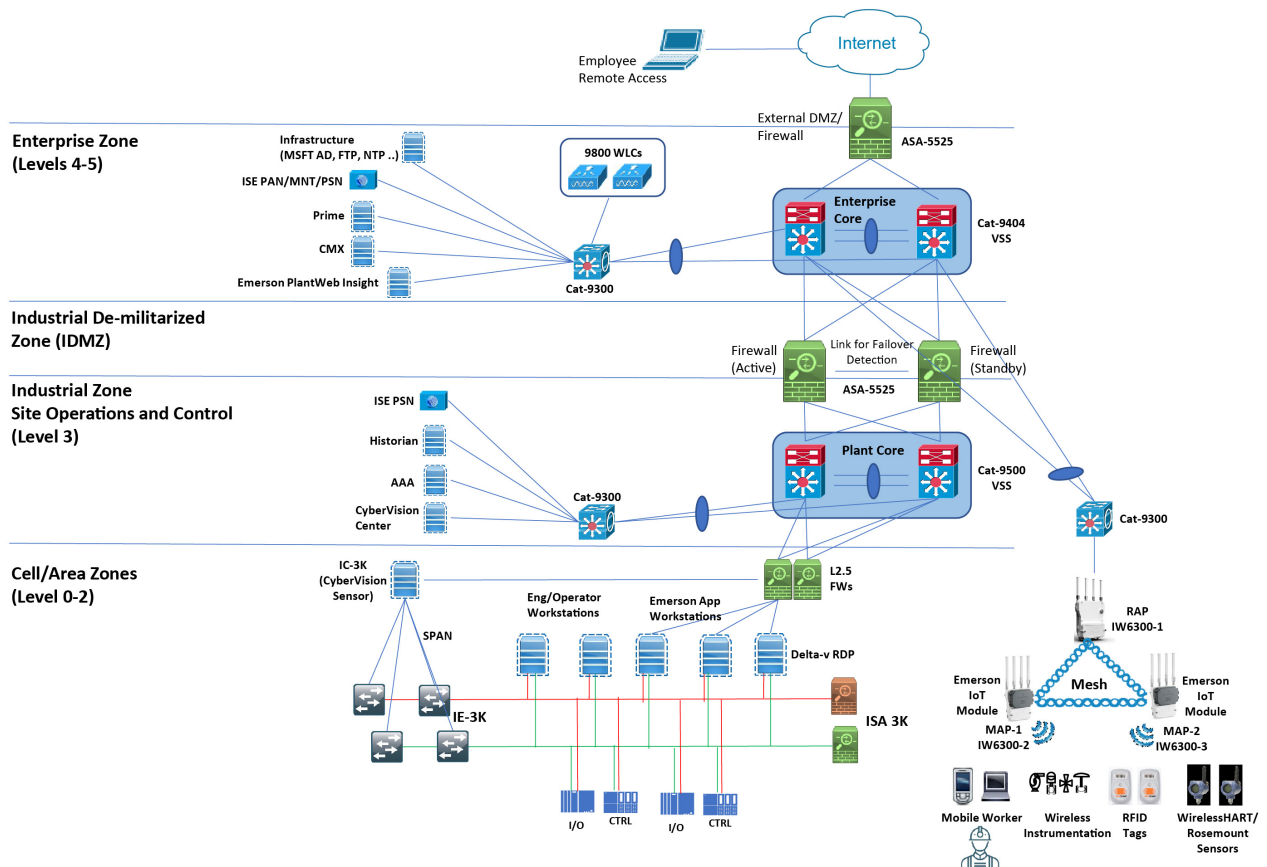 Internet
Employee
Remote Access
External DMZ/
Firewall
ASA-5525
Enterprise Zone
(Levels 4-5)
Infrastructure
(MSFT AD, FTP, NTP ..)
ISE PAN/MNT/PSN
Prime
CMX
Emerson PlantWeb Insight
9800 WLCs
Cat-9300
Enterprise
Core
Cat-9404
VSS
Industrial De-militarized
Zone (IDMZ)
Firewall
(Active)
Link for Failover
Detection
ASA-5525
Firewall
(Standby)
Industrial Zone
Site Operations and Control
(Level 3)
ISE PSN
Historian
AAA
CyberVision
Center
Cat-9300
Plant Core
Cat-9500
VSS
Cat-9300
Cell/Area Zones
(Level 0-2)
IC-3K
(CyberVision
Sensor)
SPAN
IE-3K
Eng/Operator
Workstations
Emerson App
Workstations
L2.5
FWs
Delta-v RDP
ISA 3K
I/O
CTRL
I/O
CTRL
RAP
IW6300-1
Mesh
Emerson
IoT
Module
Emerson
IoT
Module
MAP-1
IW6300-2
MAP-2
IW6300-3
Mobile Worker
Wireless
Instrumentation
RFID
Tags
WirelessHART/
Rosemount
Sensors